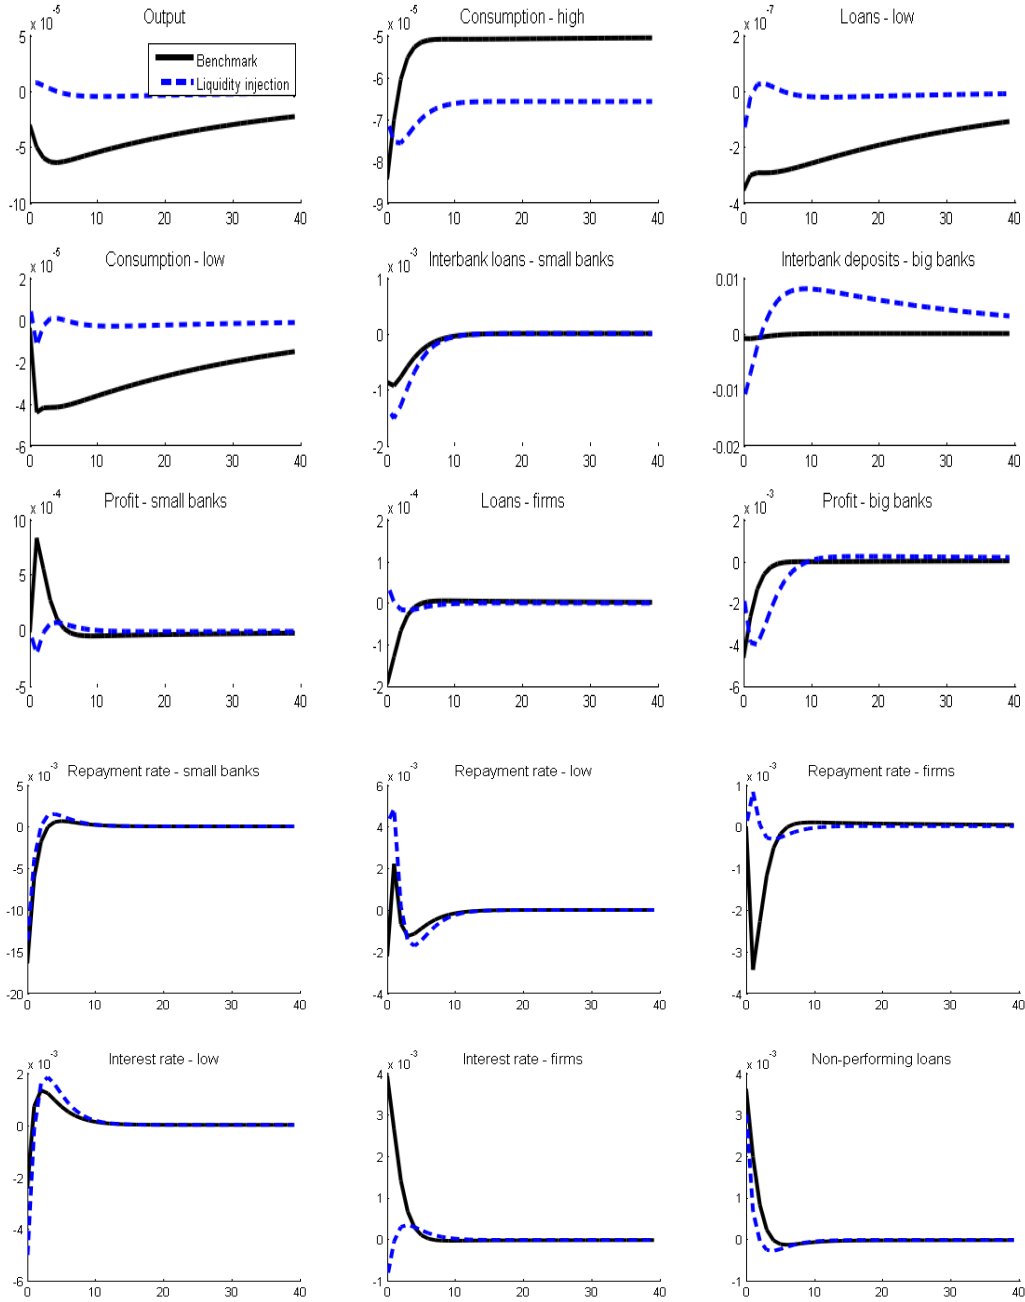 Output
Consumption - high
Loans - low
x 10⁻⁵
x 10⁻⁵
x 10⁻⁷
5
0
-5
-10
0 10 20 30 40
Benchmark
Liquidity injection
-5
-6
-7
-8
-9
0 10 20 30 40
2
0
-2
-4
0 10 20 30 40
Consumption - low
Interbank loans - small banks
Interbank deposits - big banks
x 10⁻⁵
x 10⁻³
2
0
-2
-4
-6
0 10 20 30 40
1
0
-1
-2
0 10 20 30 40
0.01
0
-0.01
-0.02
0 10 20 30 40
Profit - small banks
Loans - firms
Profit - big banks
x 10⁻⁴
x 10⁻⁴
x 10⁻³
10
5
0
-5
0 10 20 30 40
2
0
-2
-4
-2
0 10 20 30 40
2
0
-2
-4
-6
0 10 20 30 40
Repayment rate - small banks
Repayment rate - low
Repayment rate - firms
x 10⁻³
x 10⁻³
x 10⁻³
5
0
-5
-10
-15
-20
0 10 20 30 40
6
4
2
0
-2
-4
0 10 20 30 40
1
0
-1
-2
-3
-4
0 10 20 30 40
Interest rate - low
Interest rate - firms
Non-performing loans
x 10⁻³
x 10⁻³
x 10⁻³
2
0
-2
-4
-6
0 10 20 30 40
4
3
2
1
0
-1
0 10 20 30 40
4
3
2
1
0
-1
0 10 20 30 40